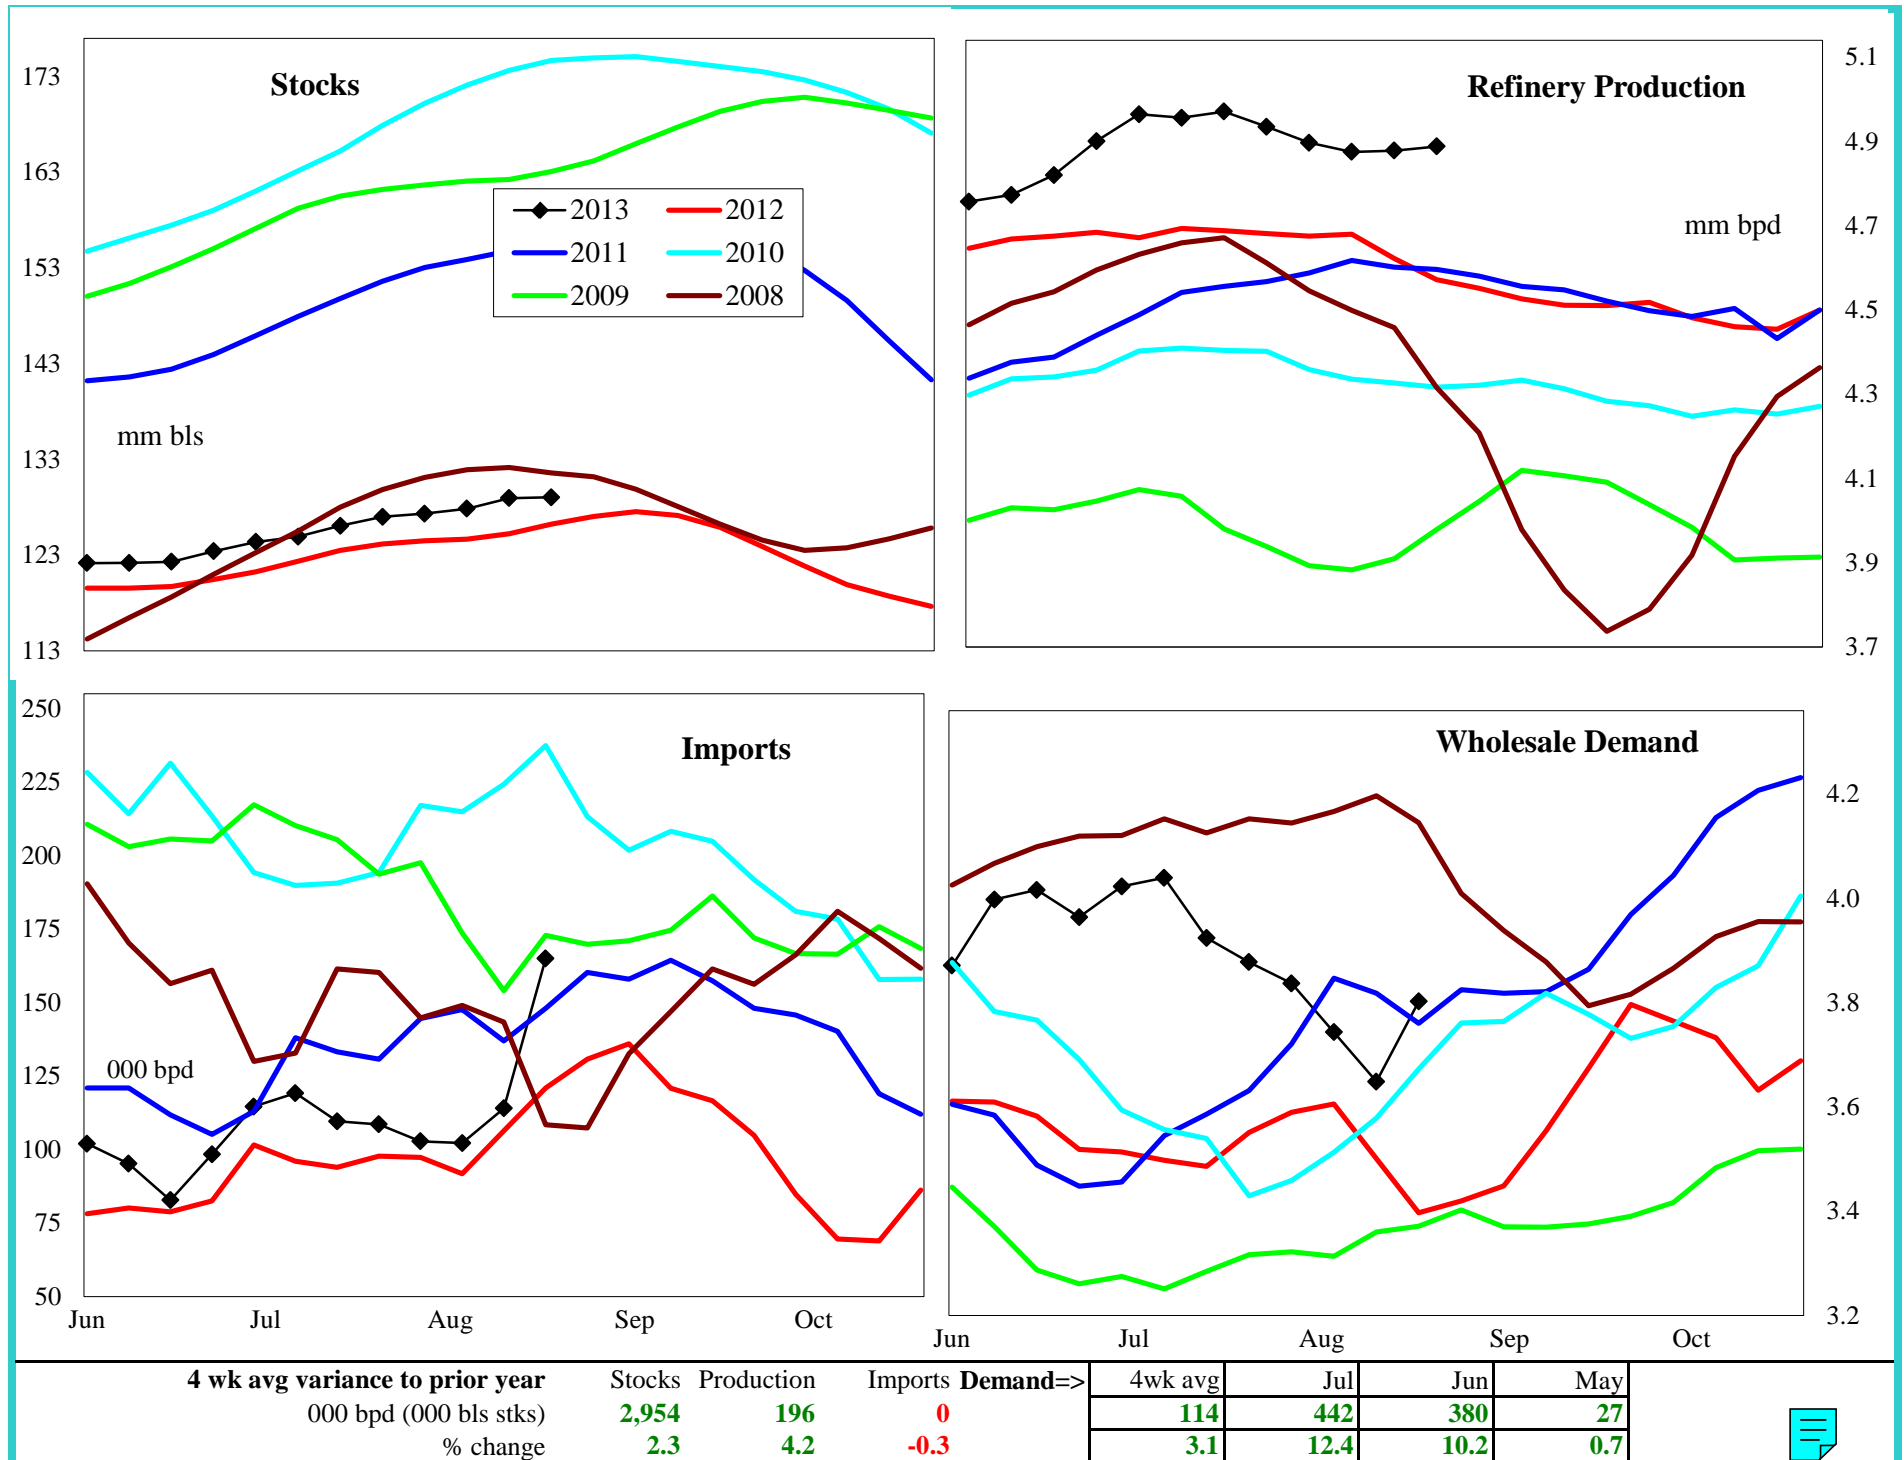 Stocks
173
163
153
143
133
123
113
mm bls
2013 2012
2011 2010
2009 2008
Refinery Production
mm bpd
5.1
4.9
4.7
4.5
4.3
4.1
3.9
3.7
Imports
250
225
200
175
150
125
100
75
50
000 bpd
Jun Jul Aug Sep Oct
Wholesale Demand
4.2
4.0
3.8
3.6
3.4
3.2
Jun Jul Aug Sep Oct
4 wk avg variance to prior year Stocks Production Imports Demand=> 4wk avg Jul Jun May
000 bpd (000 bls stks) 2,954 196 0 114 442 380 27
% change 2.3 4.2 -0.3 3.1 12.4 10.2 0.7